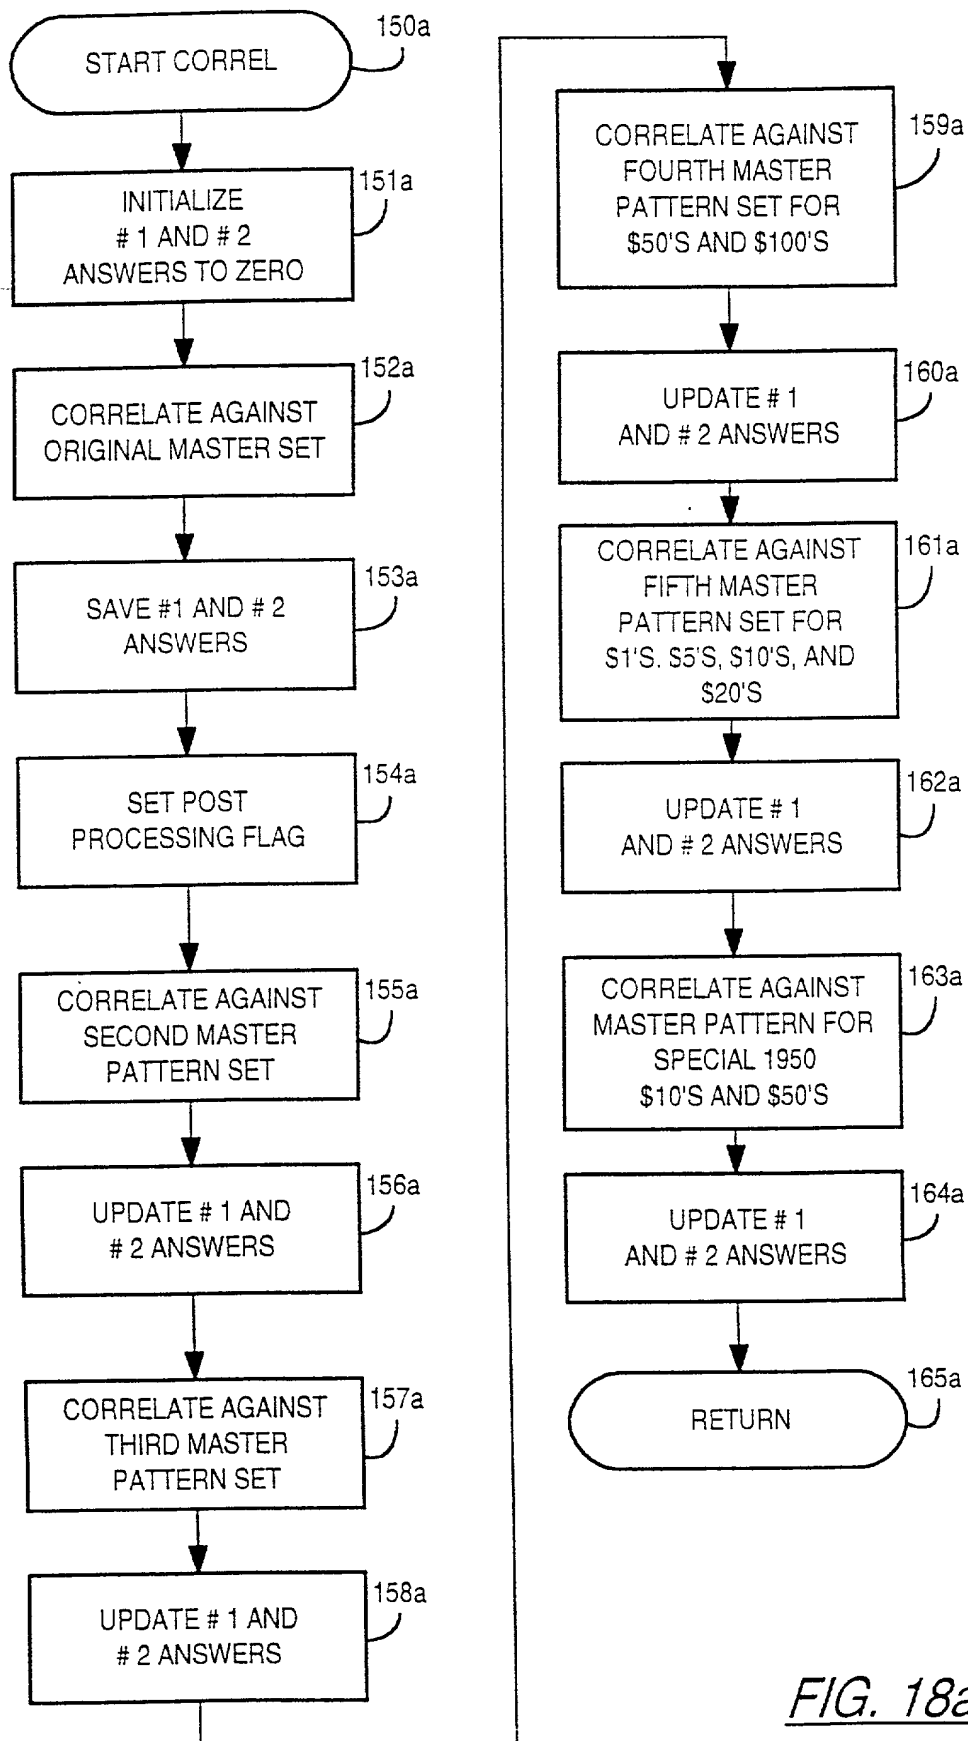 START CORREL
150a
INITIALIZE
# 1 AND # 2
ANSWERS TO ZERO
151a
CORRELATE AGAINST
ORIGINAL MASTER SET
152a
SAVE #1 AND # 2
ANSWERS
153a
SET POST
PROCESSING FLAG
154a
CORRELATE AGAINST
SECOND MASTER
PATTERN SET
155a
UPDATE # 1 AND
# 2 ANSWERS
156a
CORRELATE AGAINST
THIRD MASTER
PATTERN SET
157a
UPDATE # 1 AND
# 2 ANSWERS
158a
CORRELATE AGAINST
FOURTH MASTER
PATTERN SET FOR
$50'S AND $100'S
159a
UPDATE # 1
AND # 2 ANSWERS
160a
CORRELATE AGAINST
FIFTH MASTER
PATTERN SET FOR
$1'S. $5'S, $10'S, AND
$20'S
161a
UPDATE # 1
AND # 2 ANSWERS
162a
CORRELATE AGAINST
MASTER PATTERN FOR
SPECIAL 1950
$10'S AND $50'S
163a
UPDATE # 1
AND # 2 ANSWERS
164a
RETURN
165a
FIG. 18a